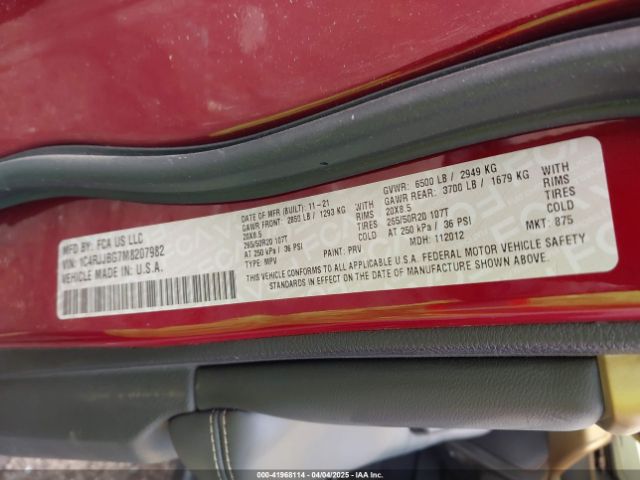 MFD BY: FCA US LLC
VIN: 1C4RJJBG7M8207982
VEHICLE MADE IN U.S.A.
DATE OF MFR (BUILT): 11-21
GAWR FRONT: 2850 LB / 1293 KG WITH
20X8.5 RIMS
265/50R20 107T TIRES
AT 250 kPa / 36 PSI COLD
TYPE: MPV PAINT: PRV
GVWR: 6500 LB / 2949 KG
GAWR REAR: 3700 LB / 1679 KG WITH
20X8.5 RIMS
265/50R20 107T TIRES
AT 250 kPa / 36 PSI COLD
MDH: 112012 MKT: 875
THIS VEHICLE CONFORMS TO ALL APPLICABLE U.S.A. FEDERAL MOTOR VEHICLE SAFETY
STANDARDS IN EFFECT ON THE DATE OF MANUFACTURE
000-41968114 - 04/04/2025 - IAA Inc.